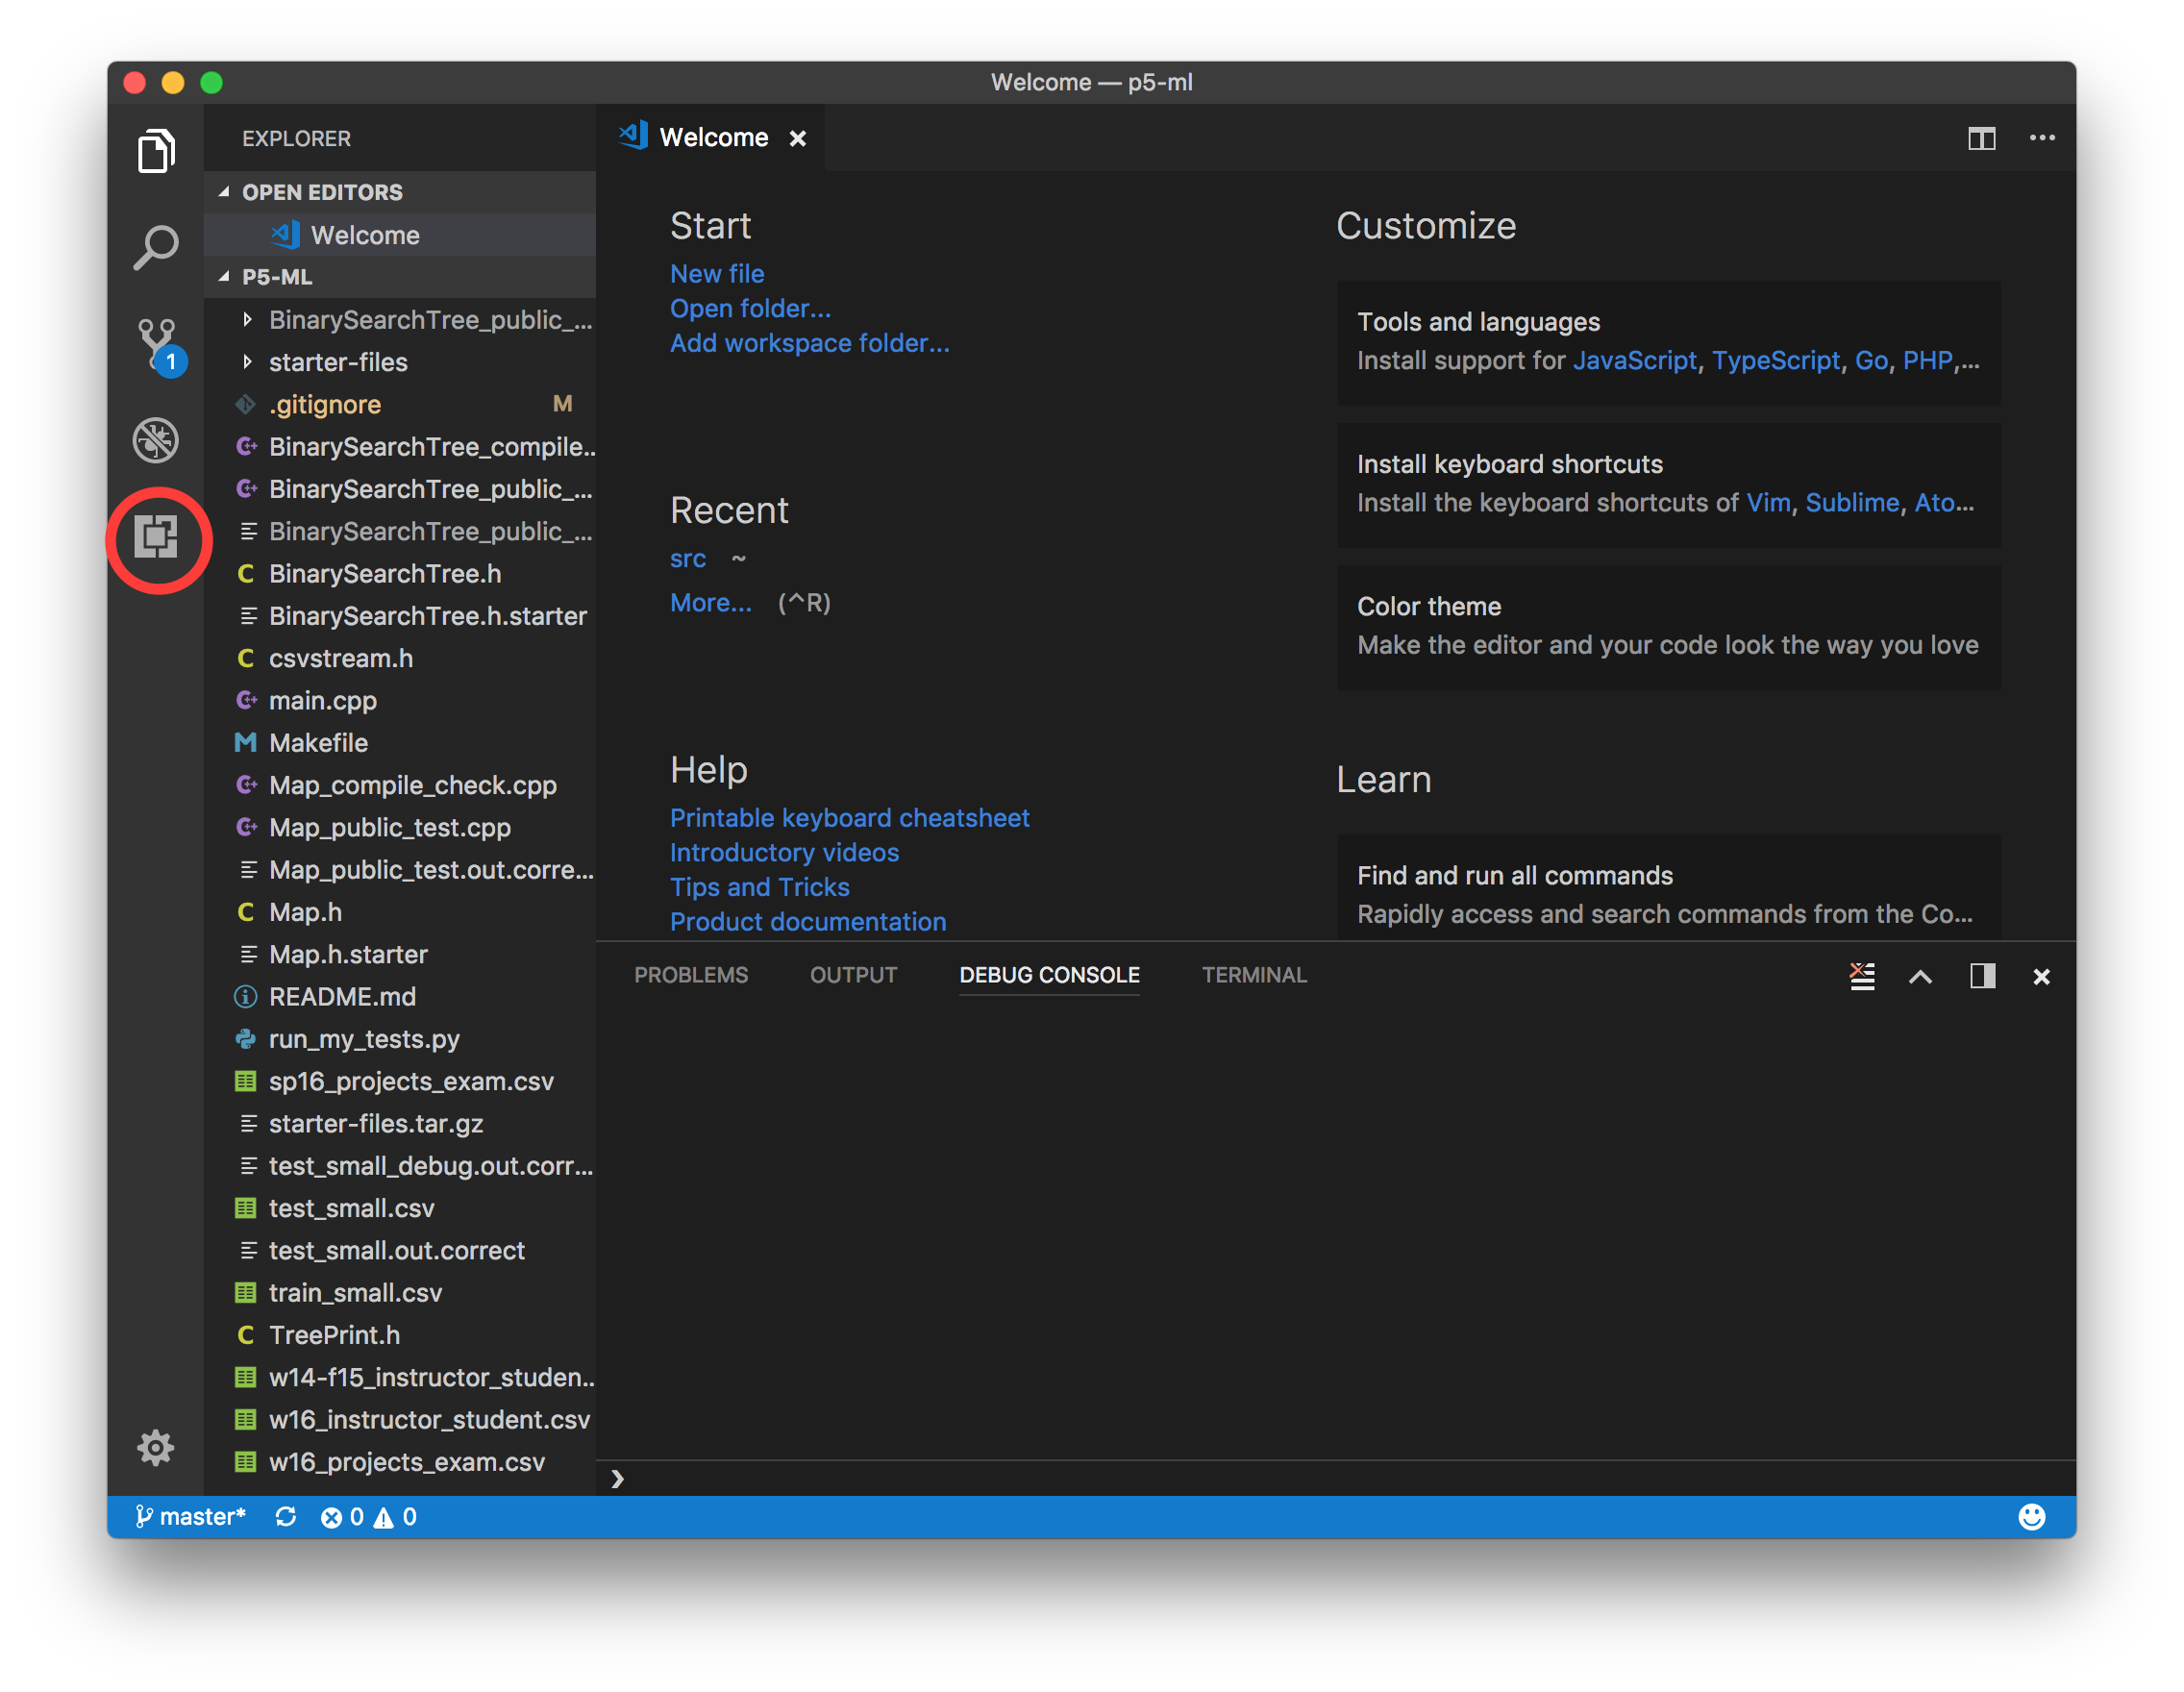 Welcome — p5-ml
EXPLORER
OPEN EDITORS
Welcome
P5-ML
BinarySearchTree_public_...
starter-files
.gitignore M
BinarySearchTree_compile...
BinarySearchTree_public_...
BinarySearchTree_public_...
BinarySearchTree.h
BinarySearchTree.h.starter
csvstream.h
main.cpp
Makefile
Map_compile_check.cpp
Map_public_test.cpp
Map_public_test.out.corre...
Map.h
Map.h.starter
README.md
run_my_tests.py
sp16_projects_exam.csv
starter-files.tar.gz
test_small_debug.out.corr...
test_small.csv
test_small.out.correct
train_small.csv
TreePrint.h
w14-f15_instructor_studen...
w16_instructor_student.csv
w16_projects_exam.csv
1
Welcome
Start
New file
Open folder...
Add workspace folder...
Recent
src ~
More... (^R)
Help
Printable keyboard cheatsheet
Introductory videos
Tips and Tricks
Product documentation
Customize
Tools and languages
Install support for JavaScript, TypeScript, Go, PHP,...
Install keyboard shortcuts
Install the keyboard shortcuts of Vim, Sublime, Ato...
Color theme
Make the editor and your code look the way you love
Learn
Find and run all commands
Rapidly access and search commands from the Co...
PROBLEMS OUTPUT DEBUG CONSOLE TERMINAL
master* 0 0